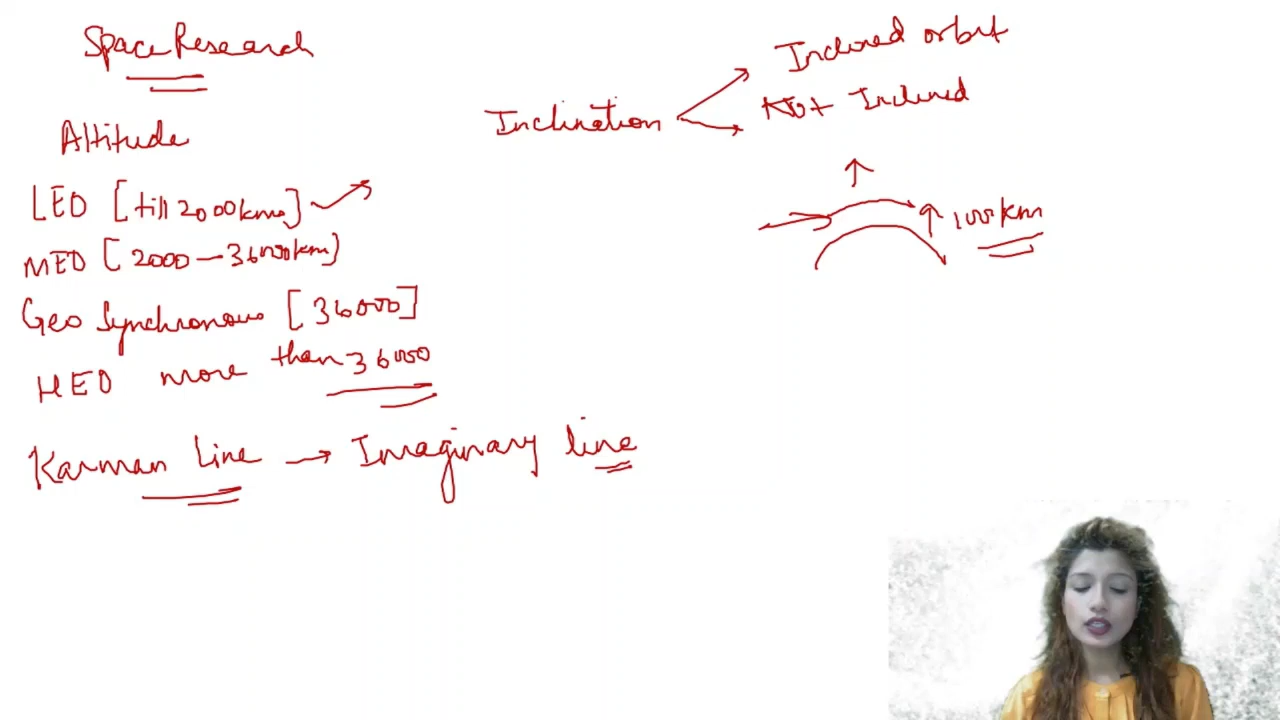 Space Research
Altitude
LEO [till 2000kms]
MEO [2000 — 36000km]
Geo Synchronous [36000]
HEO more than 36000
Karman Line → Imaginary line
Inclination
Inclined orbit
Not Inclined
100km